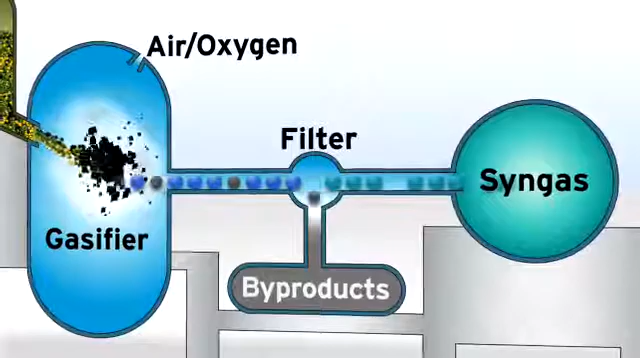 Air/Oxygen
Filter
Syngas
Gasifier
Byproducts